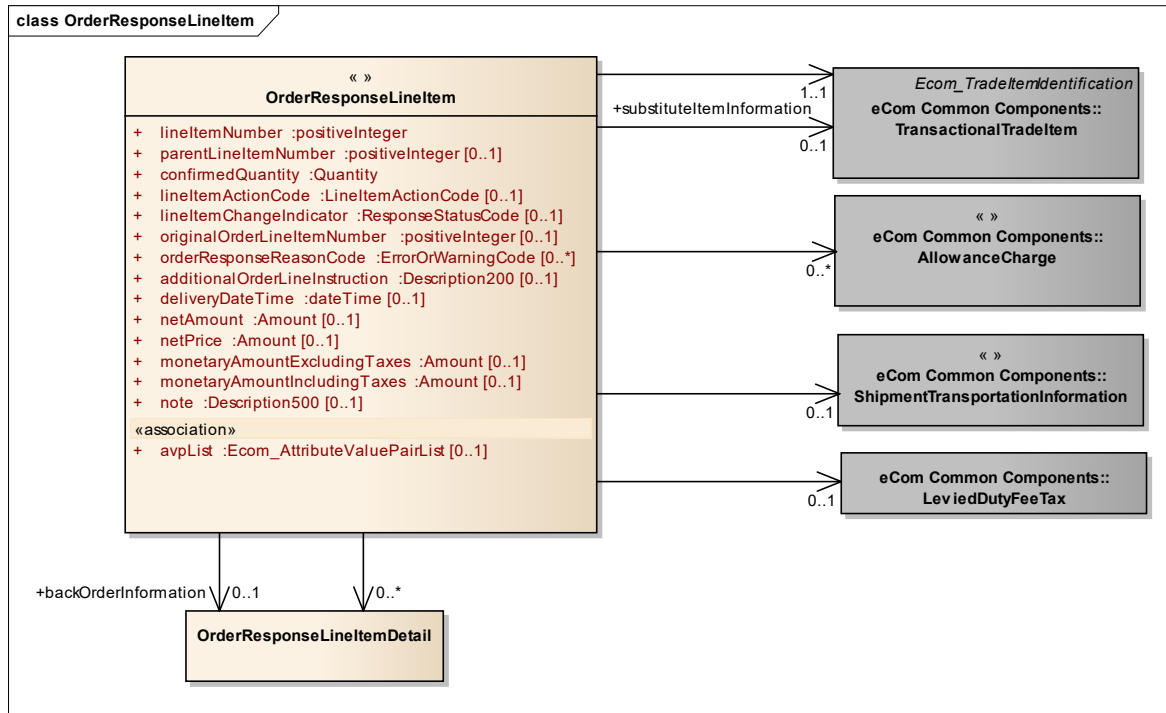 class OrderResponseLineItem
« »
OrderResponseLineItem
+ lineItemNumber :positiveInteger
+ parentLineItemNumber :positiveInteger [0..1]
+ confirmedQuantity :Quantity
+ lineItemActionCode :LineItemActionCode [0..1]
+ lineItemChangeIndicator :ResponseStatusCode [0..1]
+ originalOrderLineItemNumber :positiveInteger [0..1]
+ orderResponseReasonCode :ErrorOrWarningCode [0..*]
+ additionalOrderLineInstruction :Description200 [0..1]
+ deliveryDateTime :dateTime [0..1]
+ netAmount :Amount [0..1]
+ netPrice :Amount [0..1]
+ monetaryAmountExcludingTaxes :Amount [0..1]
+ monetaryAmountIncludingTaxes :Amount [0..1]
+ note :Description500 [0..1]
«association»
+ avpList :Ecom_AttributeValuePairList [0..1]
1..1
+substituteItemInformation
0..1
Ecom_TradeItemIdentification
eCom Common Components::
TransactionalTradeItem
0..*
« »
eCom Common Components::
AllowanceCharge
0..1
« »
eCom Common Components::
ShipmentTransportationInformation
0..1
eCom Common Components::
LeviedDutyFeeTax
+backOrderInformation
0..1
0..*
OrderResponseLineItemDetail